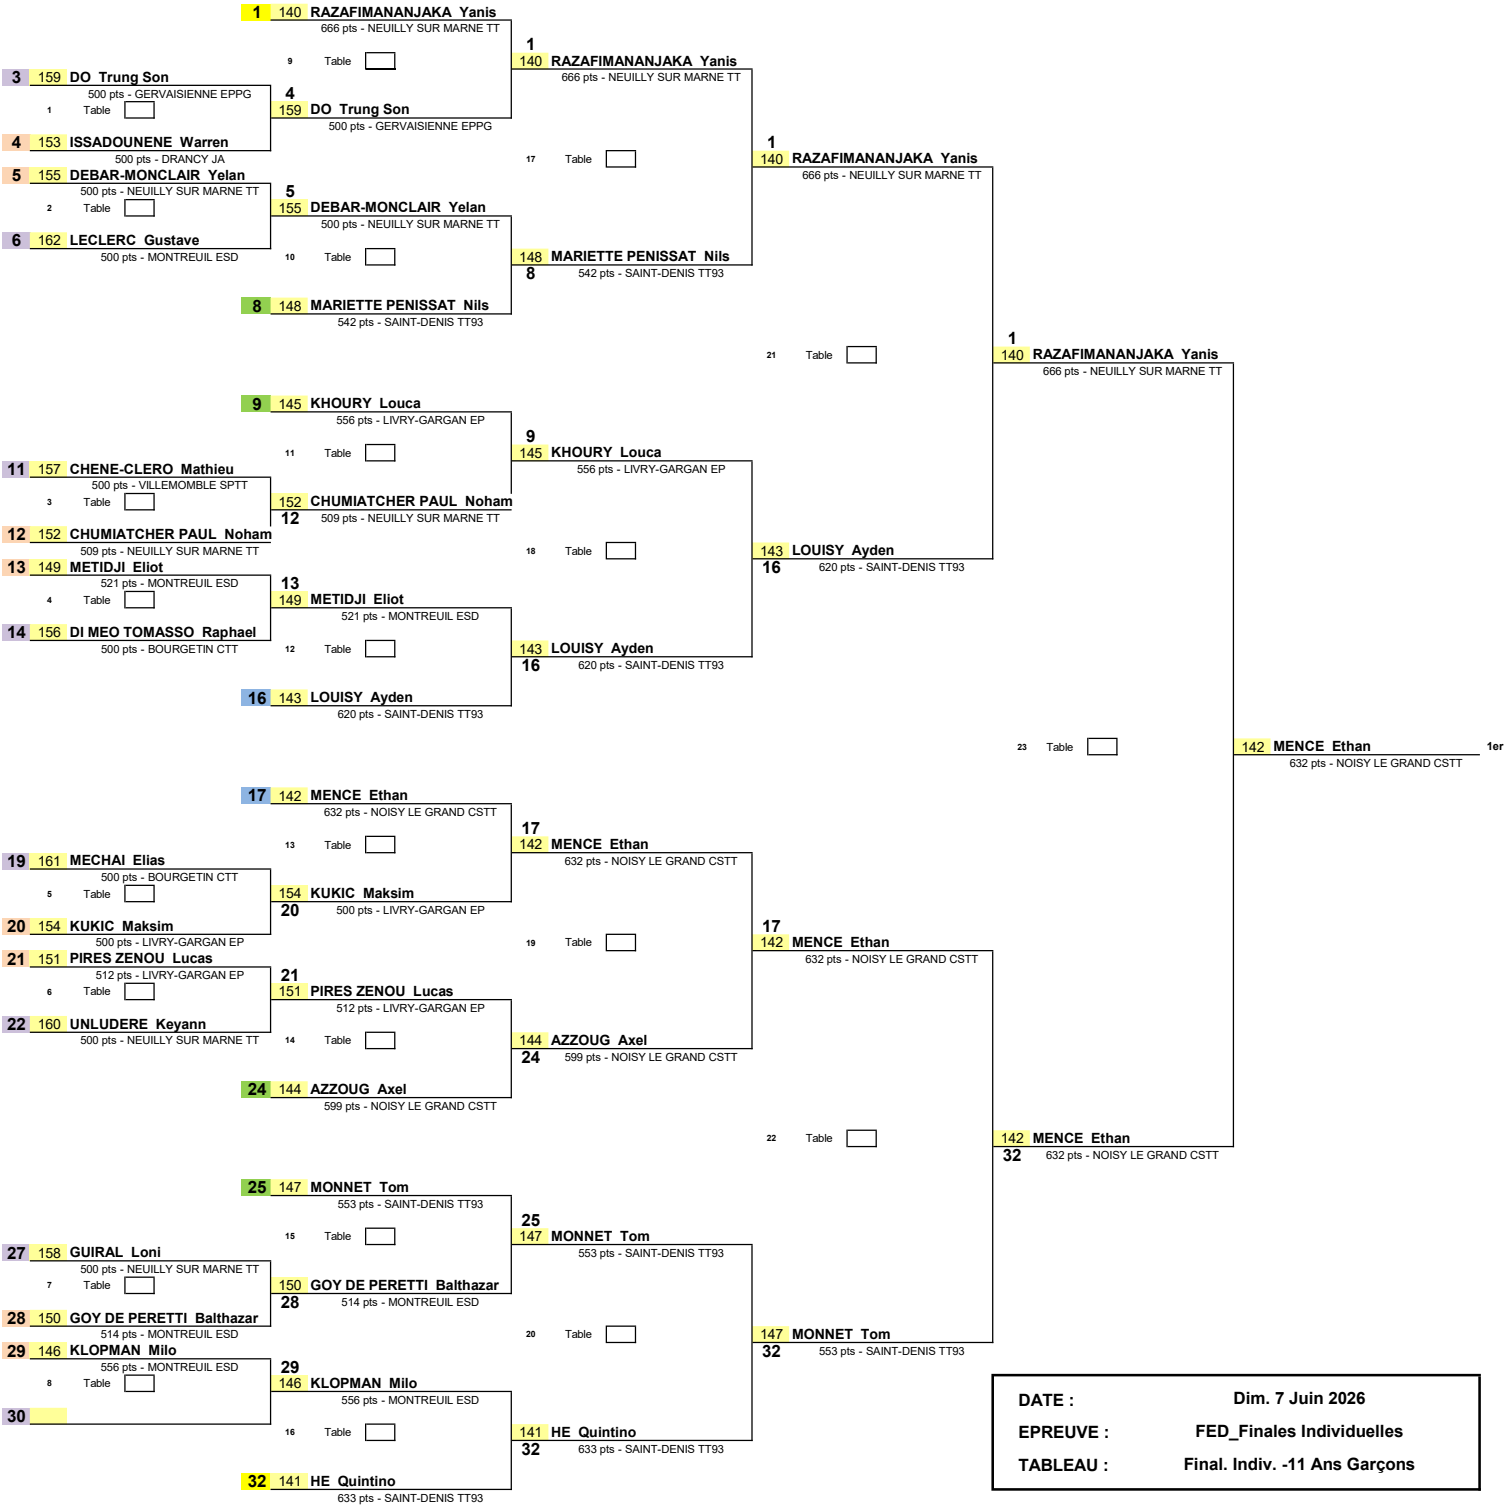 1 140 RAZAFIMANANJAKA Yanis
666 pts - NEUILLY SUR MARNE TT
9 Table
1
140 RAZAFIMANANJAKA Yanis
666 pts - NEUILLY SUR MARNE TT
3 159 DO Trung Son
500 pts - GERVAISIENNE EPPG
1 Table
4
159 DO Trung Son
500 pts - GERVAISIENNE EPPG
4 153 ISSADOUNENE Warren
500 pts - DRANCY JA
17 Table
1
140 RAZAFIMANANJAKA Yanis
666 pts - NEUILLY SUR MARNE TT
5 155 DEBAR-MONCLAIR Yelan
500 pts - NEUILLY SUR MARNE TT
2 Table
5
155 DEBAR-MONCLAIR Yelan
500 pts - NEUILLY SUR MARNE TT
6 162 LECLERC Gustave
500 pts - MONTREUIL ESD
10 Table
148 MARIETTE PENISSAT Nils
8 542 pts - SAINT-DENIS TT93
8 148 MARIETTE PENISSAT Nils
542 pts - SAINT-DENIS TT93
21 Table
1
140 RAZAFIMANANJAKA Yanis
666 pts - NEUILLY SUR MARNE TT
9 145 KHOURY Louca
556 pts - LIVRY-GARGAN EP
11 Table
9
145 KHOURY Louca
556 pts - LIVRY-GARGAN EP
11 157 CHENE-CLERO Mathieu
500 pts - VILLEMOMBLE SPTT
3 Table
152 CHUMIATCHER PAUL Noham
12 509 pts - NEUILLY SUR MARNE TT
12 152 CHUMIATCHER PAUL Noham
509 pts - NEUILLY SUR MARNE TT
18 Table
143 LOUISY Ayden
16 620 pts - SAINT-DENIS TT93
13 149 METIDJI Eliot
521 pts - MONTREUIL ESD
4 Table
13
149 METIDJI Eliot
521 pts - MONTREUIL ESD
14 156 DI MEO TOMASSO Raphael
500 pts - BOURGETIN CTT
12 Table
143 LOUISY Ayden
16 620 pts - SAINT-DENIS TT93
16 143 LOUISY Ayden
620 pts - SAINT-DENIS TT93
23 Table
142 MENCE Ethan 1er
632 pts - NOISY LE GRAND CSTT
17 142 MENCE Ethan
632 pts - NOISY LE GRAND CSTT
13 Table
17
142 MENCE Ethan
632 pts - NOISY LE GRAND CSTT
19 161 MECHAI Elias
500 pts - BOURGETIN CTT
5 Table
154 KUKIC Maksim
20 500 pts - LIVRY-GARGAN EP
20 154 KUKIC Maksim
500 pts - LIVRY-GARGAN EP
19 Table
17
142 MENCE Ethan
632 pts - NOISY LE GRAND CSTT
21 151 PIRES ZENOU Lucas
512 pts - LIVRY-GARGAN EP
6 Table
21
151 PIRES ZENOU Lucas
512 pts - LIVRY-GARGAN EP
22 160 UNLUDERE Keyann
500 pts - NEUILLY SUR MARNE TT
14 Table
144 AZZOUG Axel
24 599 pts - NOISY LE GRAND CSTT
24 144 AZZOUG Axel
599 pts - NOISY LE GRAND CSTT
22 Table
142 MENCE Ethan
32 632 pts - NOISY LE GRAND CSTT
25 147 MONNET Tom
553 pts - SAINT-DENIS TT93
15 Table
25
147 MONNET Tom
553 pts - SAINT-DENIS TT93
27 158 GUIRAL Loni
500 pts - NEUILLY SUR MARNE TT
7 Table
150 GOY DE PERETTI Balthazar
28 514 pts - MONTREUIL ESD
28 150 GOY DE PERETTI Balthazar
514 pts - MONTREUIL ESD
20 Table
147 MONNET Tom
32 553 pts - SAINT-DENIS TT93
29 146 KLOPMAN Milo
556 pts - MONTREUIL ESD
8 Table
29
146 KLOPMAN Milo
556 pts - MONTREUIL ESD
30
16 Table
141 HE Quintino
32 633 pts - SAINT-DENIS TT93
32 141 HE Quintino
633 pts - SAINT-DENIS TT93
DATE : Dim. 7 Juin 2026
EPREUVE : FED_Finales Individuelles
TABLEAU : Final. Indiv. -11 Ans Garçons